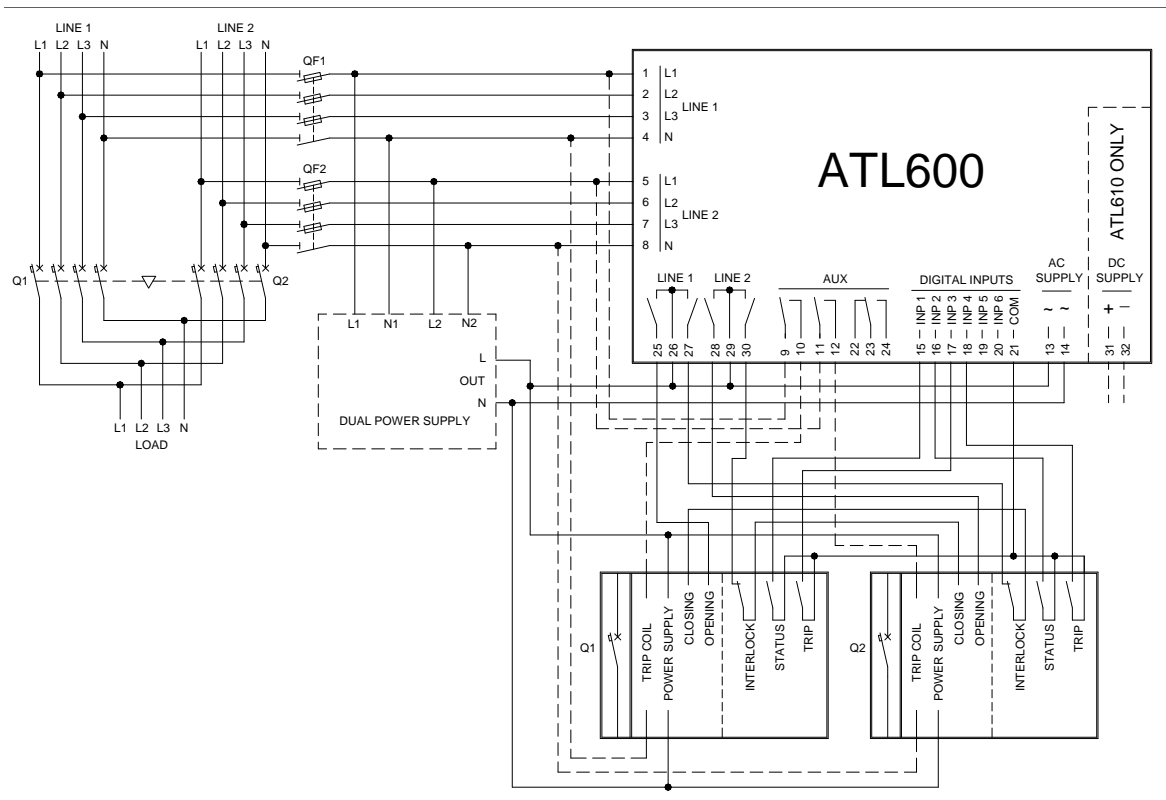 LINE 1
L1 L2 L3 N
LINE 2
L1 L2 L3 N
QF1
1 L1
2 L2
3 L3
4 N
LINE 1
QF2
5 L1
6 L2
7 L3
8 N
LINE 2
ATL600
ATL610 ONLY
Q1
Q2
LINE 1
LINE 2
AUX
DIGITAL INPUTS
AC
SUPPLY
DC
SUPPLY
INP 1
INP 2
INP 3
INP 4
INP 5
INP 6
COM
~ ~
+ –
25 26 27 28 29 30 9 10 11 12 22 23 24 15 16 17 18 19 20 21 13 14 31 32
L1 N1 L2 N2
L
OUT
N
DUAL POWER SUPPLY
L1 L2 L3 N
LOAD
Q1
TRIP COIL
POWER SUPPLY
CLOSING
OPENING
INTERLOCK
STATUS
TRIP
Q2
TRIP COIL
POWER SUPPLY
CLOSING
OPENING
INTERLOCK
STATUS
TRIP